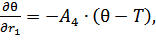 ∂θ/∂r₁ = −A₄ · (θ − T),